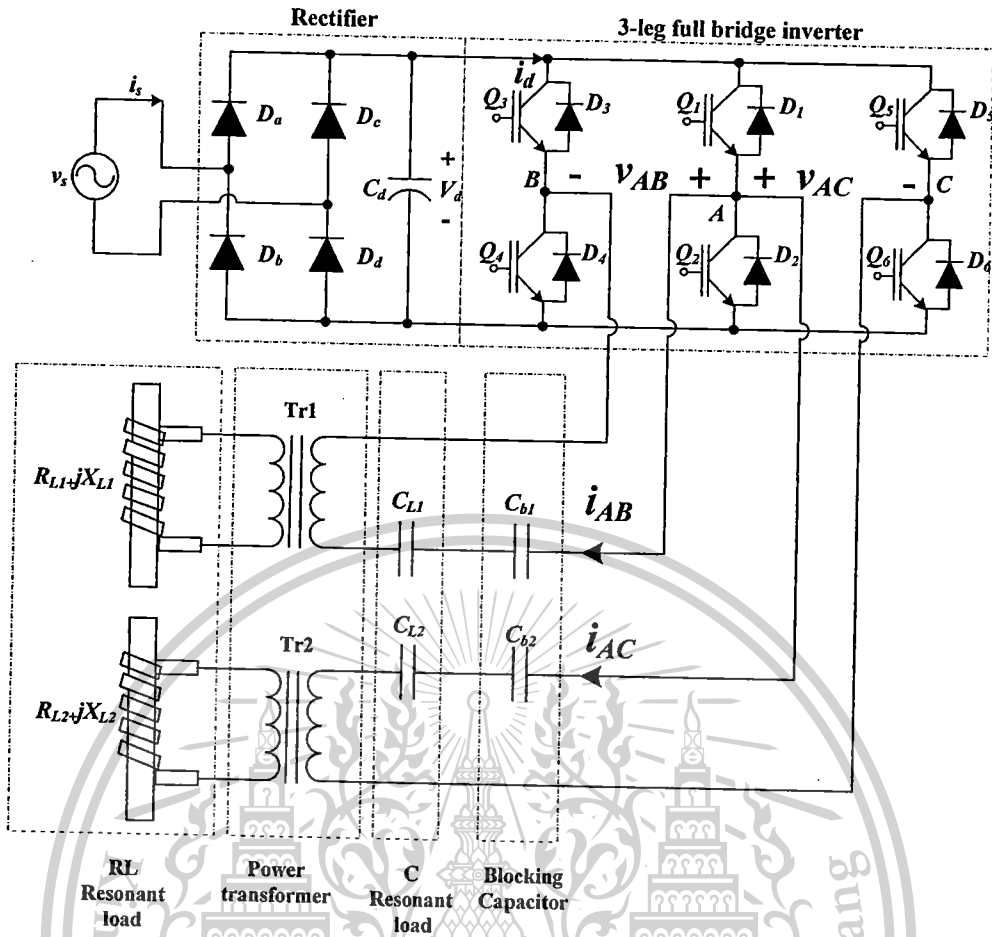 Rectifier
3-leg full bridge inverter
i_s
v_s
D_a
D_c
D_b
D_d
C_d
+
V_d
-
i_d
Q_3
D_3
Q_1
D_1
Q_5
D_5
B
-
v_AB
+
+
v_AC
-
C
A
Q_4
D_4
Q_2
D_2
Q_6
D_6
Tr1
R_L1+jX_L1
C_L1
C_b1
i_AB
Tr2
C_L2
C_b2
i_AC
R_L2+jX_L2
RL
Resonant
load
Power
transformer
C
Resonant
load
Blocking
Capacitor